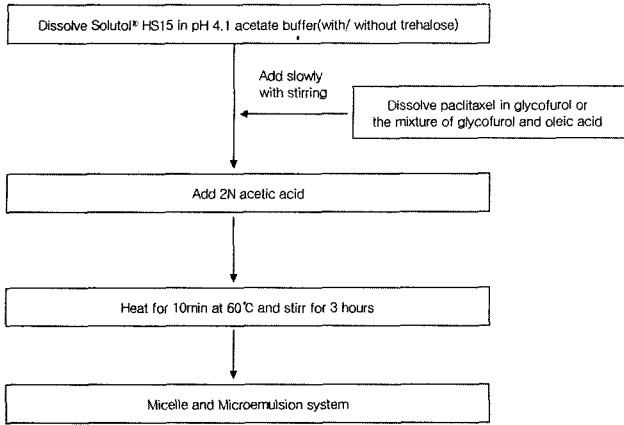 Dissolve Solutol® HS15 in pH 4.1 acetate buffer(with/ without trehalose)
Add slowly
with stirring
Dissolve paclitaxel in glycofurol or
the mixture of glycofurol and oleic acid
Add 2N acetic acid
Heat for 10min at 60℃ and stirr for 3 hours
Micelle and Microemulsion system